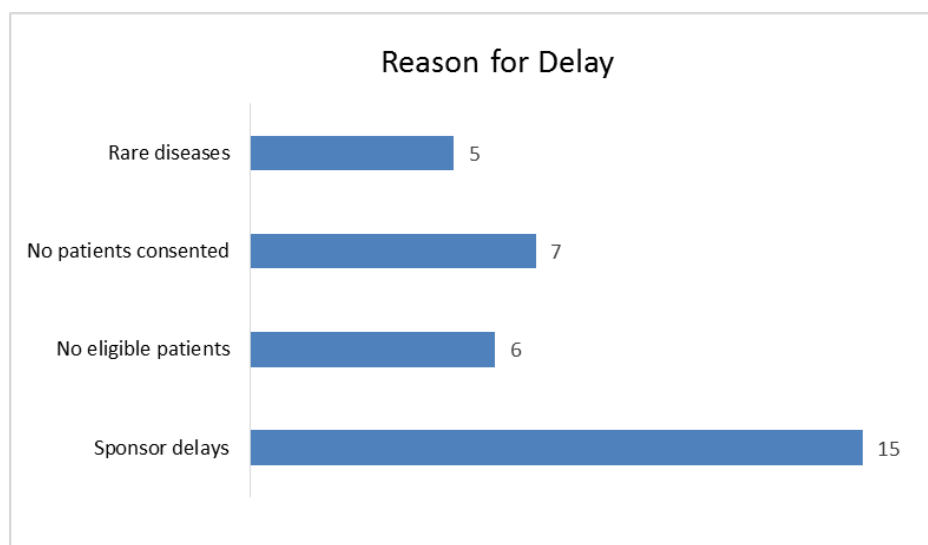 Reason for Delay
Rare diseases 5
No patients consented 7
No eligible patients 6
Sponsor delays 15